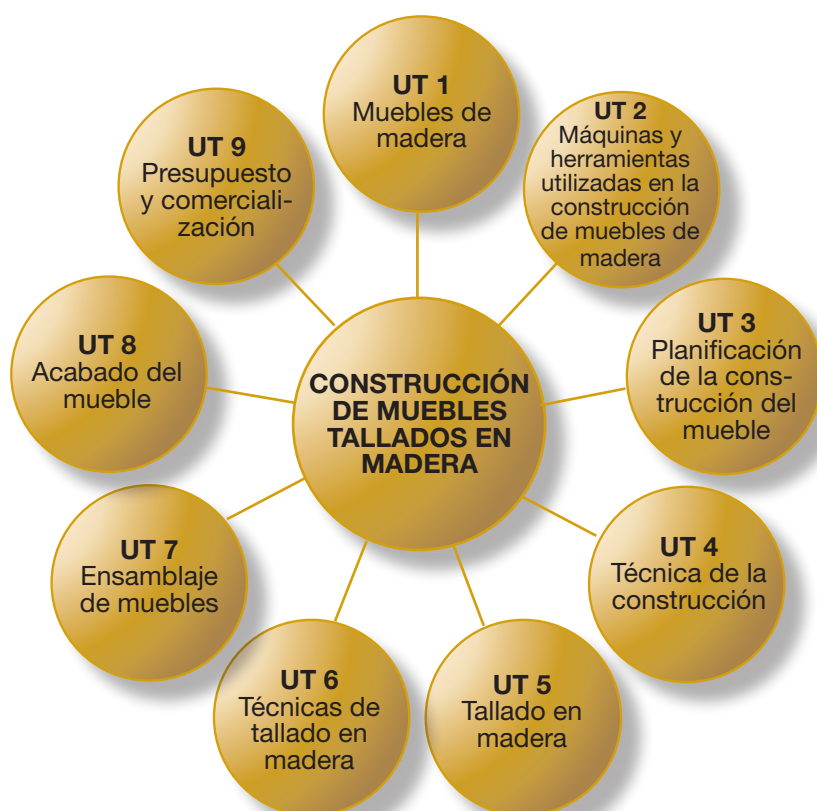 UT 1
Muebles de
madera
UT 2
Máquinas y
herramientas
utilizadas en la
construcción
de muebles de
madera
UT 3
Planificación
de la cons-
trucción del
mueble
UT 4
Técnica de la
construcción
UT 5
Tallado en
madera
UT 6
Técnicas de
tallado en
madera
UT 7
Ensamblaje
de muebles
UT 8
Acabado del
mueble
UT 9
Presupuesto
y comerciali-
zación
CONSTRUCCIÓN
DE MUEBLES
TALLADOS EN
MADERA